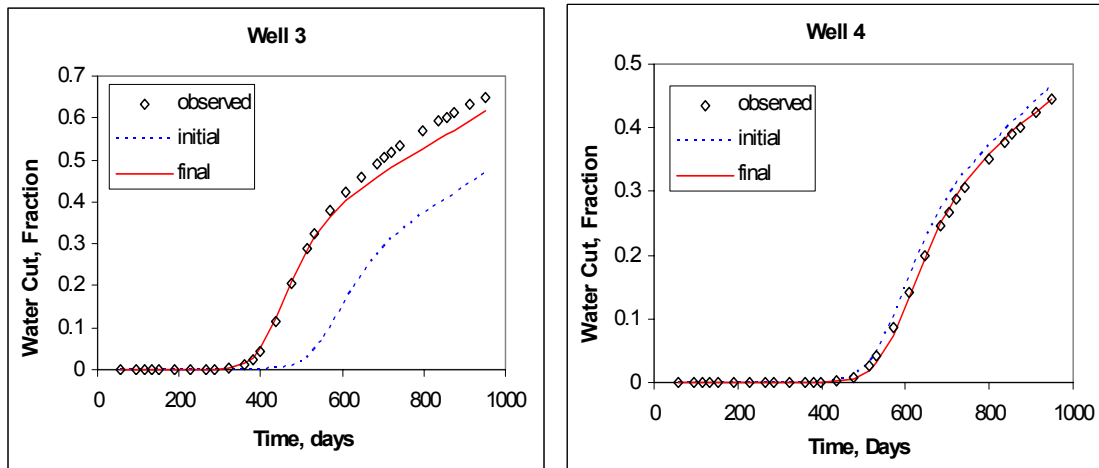 Well 3
Water Cut, Fraction
0.7
0.6
0.5
0.4
0.3
0.2
0.1
0
observed
initial
final
0 200 400 600 800 1000
Time, days
Well 4
Water Cut, Fraction
0.5
0.4
0.3
0.2
0.1
0
observed
initial
final
0 200 400 600 800 1000
Time, Days